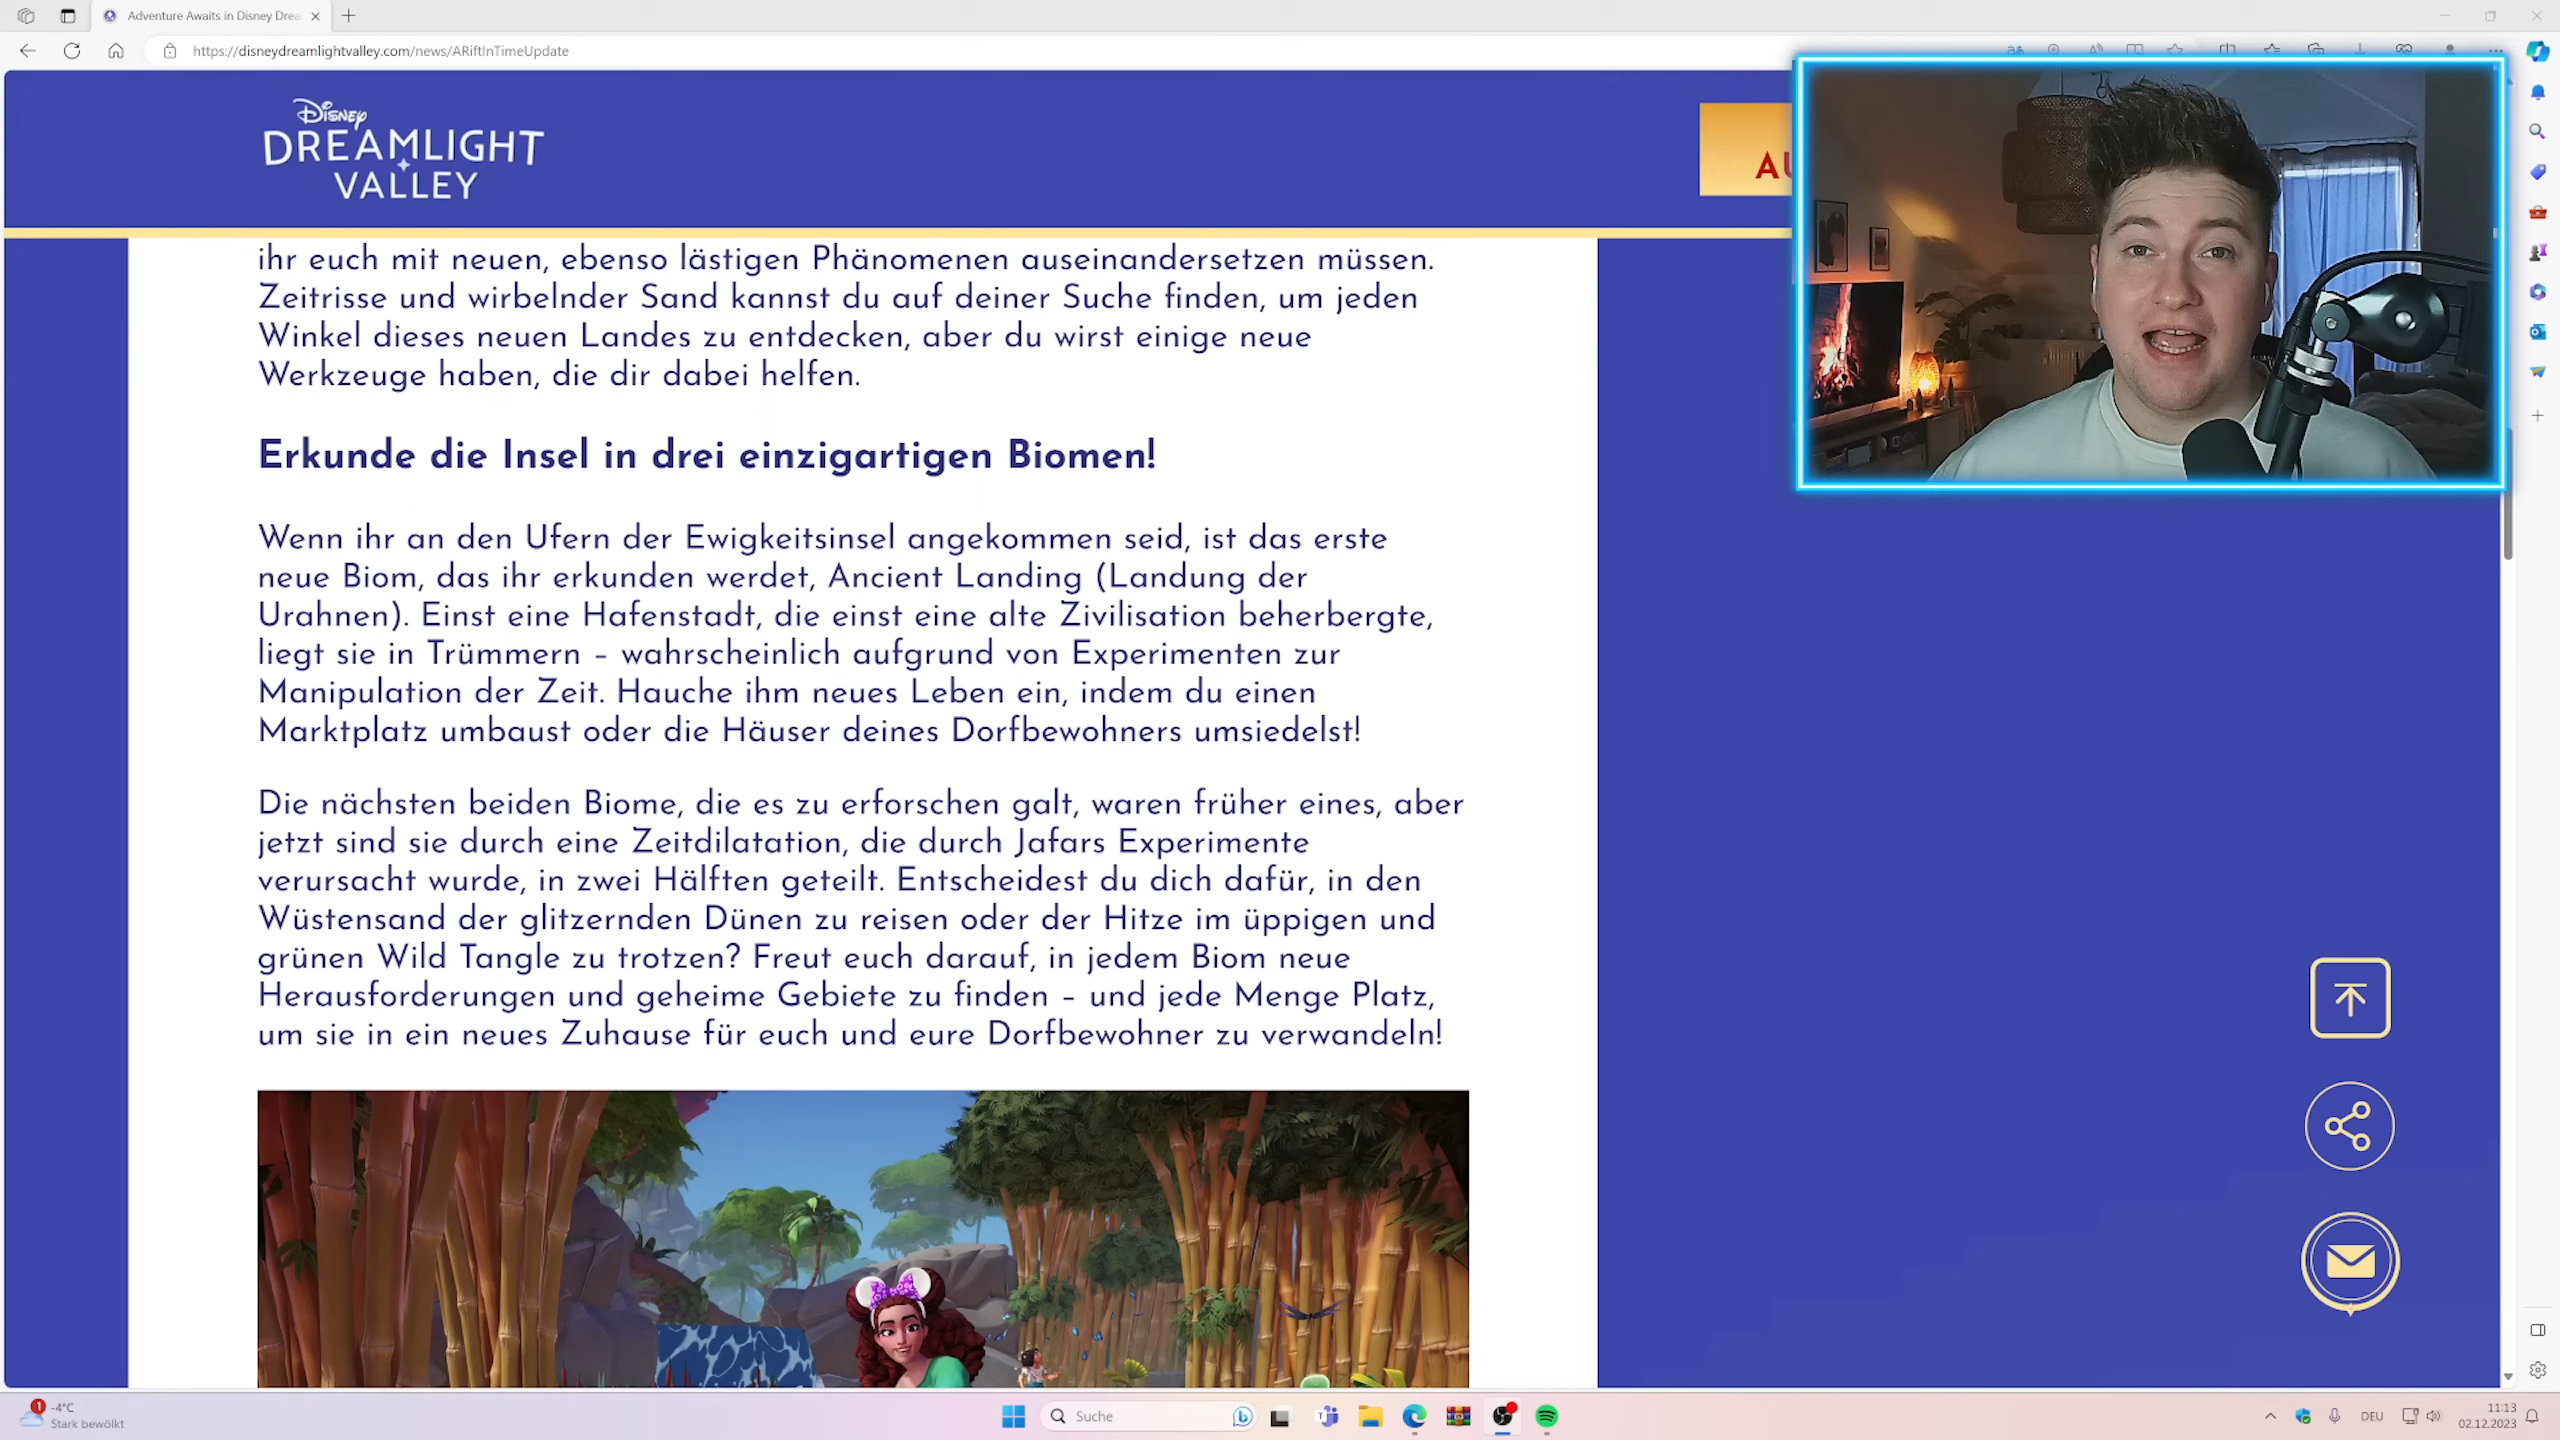 Adventure Awaits in Disney Drea
https://disneydreamlightvalley.com/news/ARiftInTimeUpdate
Disney
DREAMLIGHT
VALLEY
ihr euch mit neuen, ebenso lästigen Phänomenen auseinandersetzen müssen.
Zeitrisse und wirbelnder Sand kannst du auf deiner Suche finden, um jeden
Winkel dieses neuen Landes zu entdecken, aber du wirst einige neue
Werkzeuge haben, die dir dabei helfen.
Erkunde die Insel in drei einzigartigen Biomen!
Wenn ihr an den Ufern der Ewigkeitsinsel angekommen seid, ist das erste
neue Biom, das ihr erkunden werdet, Ancient Landing (Landung der
Urahnen). Einst eine Hafenstadt, die einst eine alte Zivilisation beherbergte,
liegt sie in Trümmern – wahrscheinlich aufgrund von Experimenten zur
Manipulation der Zeit. Hauche ihm neues Leben ein, indem du einen
Marktplatz umbaust oder die Häuser deines Dorfbewohners umsiedelst!
Die nächsten beiden Biome, die es zu erforschen galt, waren früher eines, aber
jetzt sind sie durch eine Zeitdilatation, die durch Jafars Experimente
verursacht wurde, in zwei Hälften geteilt. Entscheidest du dich dafür, in den
Wüstensand der glitzernden Dünen zu reisen oder der Hitze im üppigen und
grünen Wild Tangle zu trotzen? Freut euch darauf, in jedem Biom neue
Herausforderungen und geheime Gebiete zu finden – und jede Menge Platz,
um sie in ein neues Zuhause für euch und eure Dorfbewohner zu verwandeln!
1
-4°C
Stark bewölkt
Suche
DEU
11:13
02.12.2023